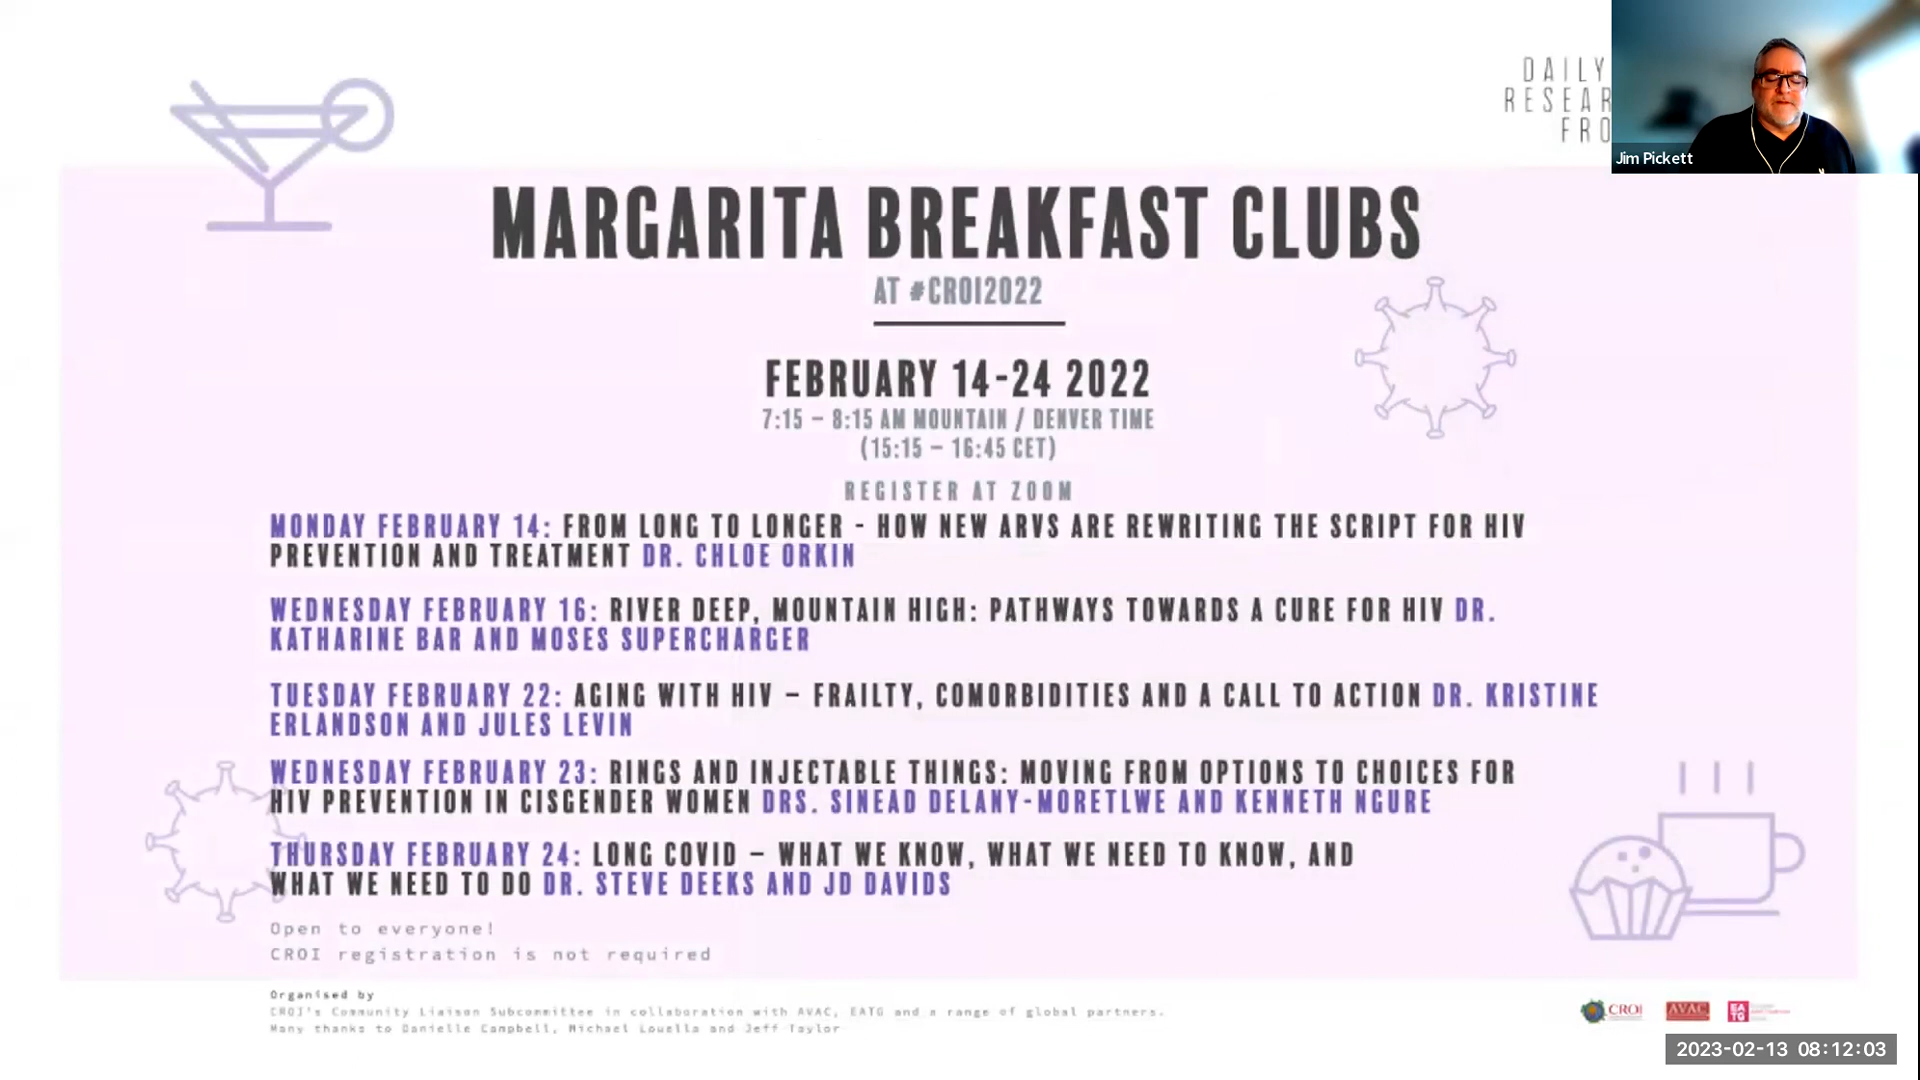 DAILY
RESEAR
FRO
Jim Pickett
MARGARITA BREAKFAST CLUBS
AT #CROI2022
FEBRUARY 14-24 2022
7:15 – 8:15 AM MOUNTAIN / DENVER TIME
(15:15 – 16:45 CET)
REGISTER AT ZOOM
MONDAY FEBRUARY 14: FROM LONG TO LONGER - HOW NEW ARVS ARE REWRITING THE SCRIPT FOR HIV
PREVENTION AND TREATMENT DR. CHLOE ORKIN
WEDNESDAY FEBRUARY 16: RIVER DEEP, MOUNTAIN HIGH: PATHWAYS TOWARDS A CURE FOR HIV DR.
KATHARINE BAR AND MOSES SUPERCHARGER
TUESDAY FEBRUARY 22: AGING WITH HIV – FRAILTY, COMORBIDITIES AND A CALL TO ACTION DR. KRISTINE
ERLANDSON AND JULES LEVIN
WEDNESDAY FEBRUARY 23: RINGS AND INJECTABLE THINGS: MOVING FROM OPTIONS TO CHOICES FOR
HIV PREVENTION IN CISGENDER WOMEN DRS. SINEAD DELANY-MORETLWE AND KENNETH NGURE
THURSDAY FEBRUARY 24: LONG COVID – WHAT WE KNOW, WHAT WE NEED TO KNOW, AND
WHAT WE NEED TO DO DR. STEVE DEEKS AND JD DAVIDS
Open to everyone!
CROI registration is not required
Organised by
CROI's Community Liaison Subcommittee in collaboration with AVAC, EATG and a range of global partners.
Many thanks to Danielle Campbell, Michael Louella and Jeff Taylor
CROI
AVAC
EA
TG
2023-02-13 08:12:03